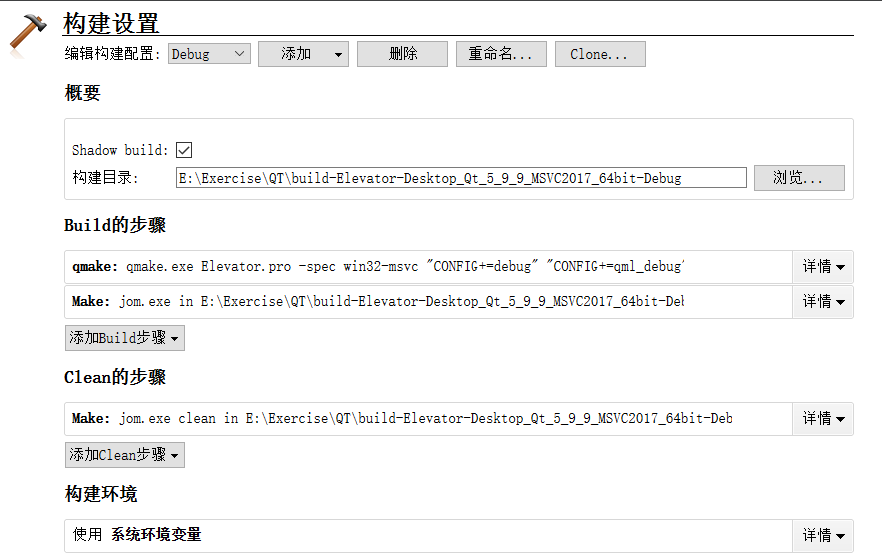 构建设置
编辑构建配置: Debug 添加 删除 重命名... Clone...
概要
Shadow build:
构建目录: E:\Exercise\QT\build-Elevator-Desktop_Qt_5_9_9_MSVC2017_64bit-Debug 浏览...
Build的步骤
qmake: qmake.exe Elevator.pro -spec win32-msvc "CONFIG+=debug" "CONFIG+=qml_debug" 详情
Make: jom.exe in E:\Exercise\QT\build-Elevator-Desktop_Qt_5_9_9_MSVC2017_64bit-Deb 详情
添加Build步骤
Clean的步骤
Make: jom.exe clean in E:\Exercise\QT\build-Elevator-Desktop_Qt_5_9_9_MSVC2017_64bit-Deb 详情
添加Clean步骤
构建环境
使用 系统环境变量 详情